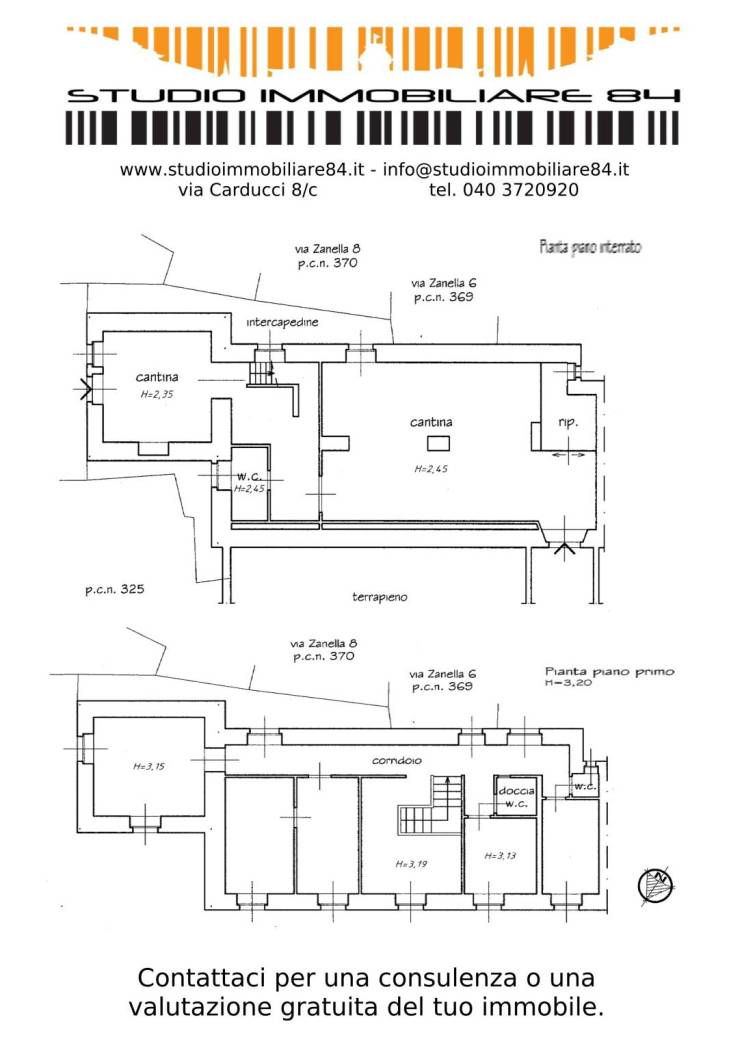 STUDIO IMMOBILIARE 84
www.studioimmobiliare84.it - info@studioimmobiliare84.it
via Carducci 8/c tel. 040 3720920
Pianta piano interrato
via Zanella 8
p.c.n. 370
via Zanella 6
p.c.n. 369
intercapedine
cantina
H=2,35
cantina
rip.
H=2,45
w.c.
H=2,45
p.c.n. 325
terrapieno
via Zanella 8
p.c.n. 370
via Zanella 6
p.c.n. 369
Pianta piano primo
H=3,20
corridoio
H=3,15
doccia
w.c.
w.c.
H=3,19
H=3,13
N
Contattaci per una consulenza o una
valutazione gratuita del tuo immobile.